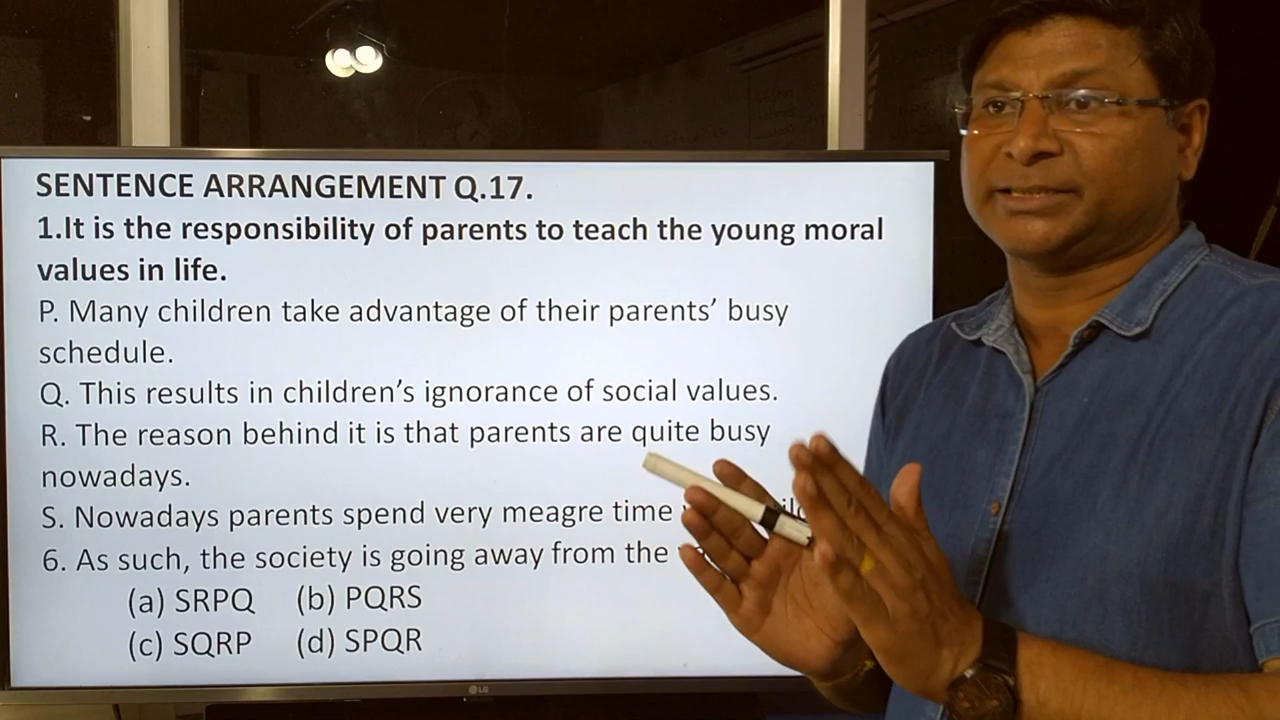 SENTENCE ARRANGEMENT Q.17.
1.It is the responsibility of parents to teach the young moral
values in life.
P. Many children take advantage of their parents’ busy
schedule.
Q. This results in children’s ignorance of social values.
R. The reason behind it is that parents are quite busy
nowadays.
S. Nowadays parents spend very meagre time
6. As such, the society is going away from the
(a) SRPQ (b) PQRS
(c) SQRP (d) SPQR
LG